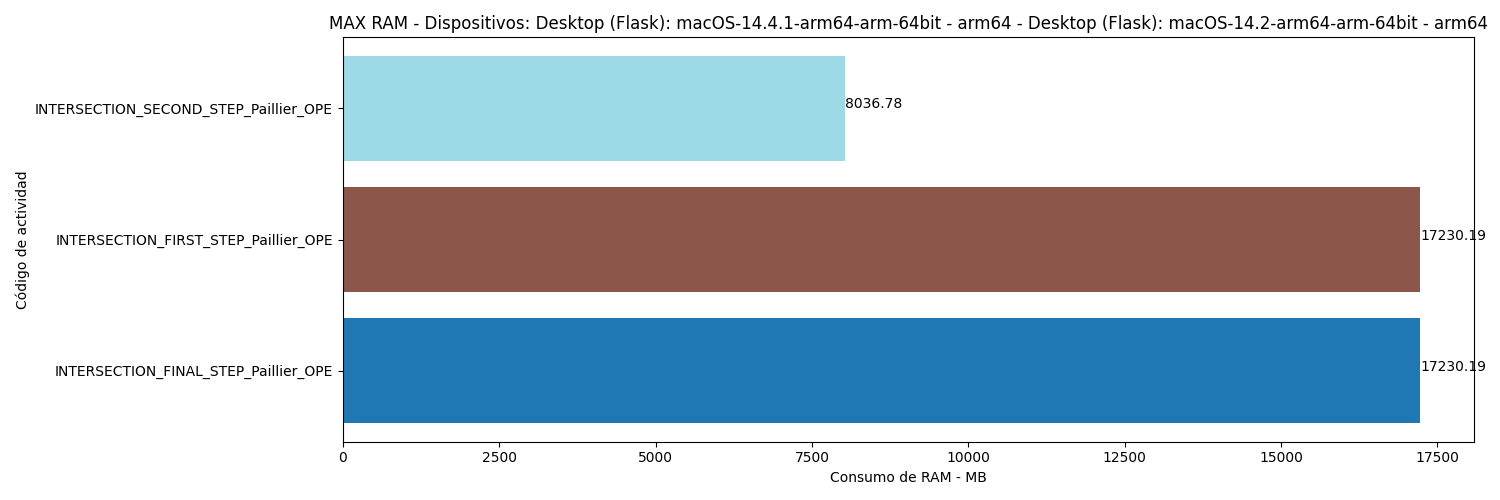 MAX RAM - Dispositivos: Desktop (Flask): macOS-14.4.1-arm64-arm-64bit - arm64 - Desktop (Flask): macOS-14.2-arm64-arm-64bit - arm64
Código de actividad
INTERSECTION_SECOND_STEP_Paillier_OPE
8036.78
INTERSECTION_FIRST_STEP_Paillier_OPE
17230.19
INTERSECTION_FINAL_STEP_Paillier_OPE
17230.19
0 2500 5000 7500 10000 12500 15000 17500
Consumo de RAM - MB